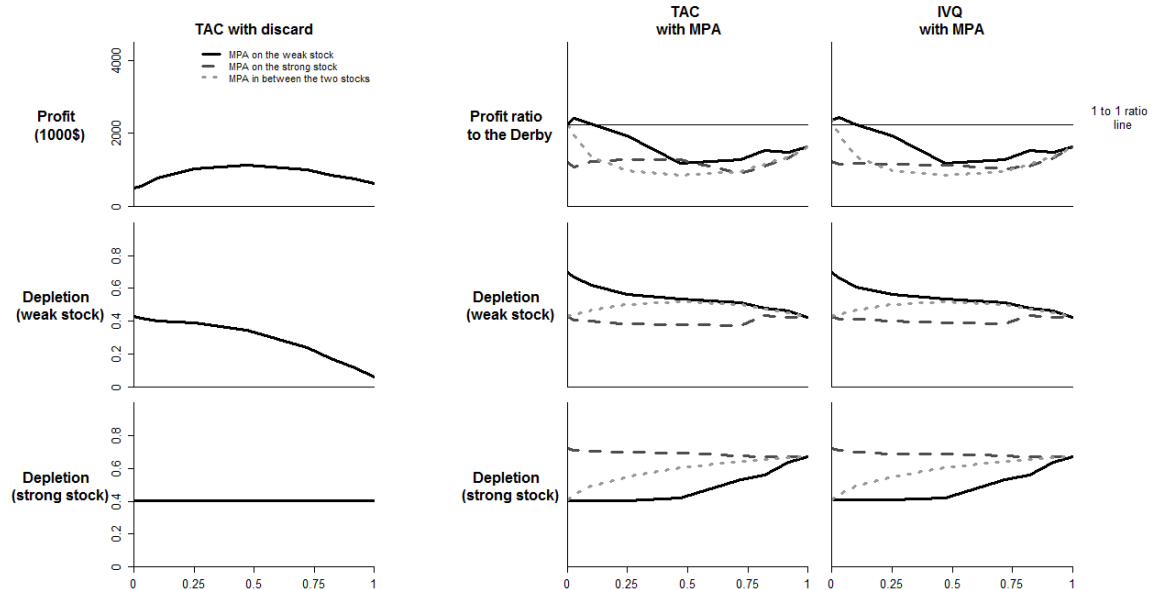 TAC with discard
TAC
with MPA
IVQ
with MPA
MPA on the weak stock
MPA on the strong stock
MPA in between the two stocks
Profit
(1000$)
0
2000
4000
Profit ratio
to the Derby
1 to 1 ratio
line
Depletion
(weak stock)
0
0.2
0.4
0.6
0.8
Depletion
(weak stock)
Depletion
(strong stock)
0
0.2
0.4
0.6
0.8
Depletion
(strong stock)
0 0.25 0.5 0.75 1
0 0.25 0.5 0.75 1
0 0.25 0.5 0.75 1